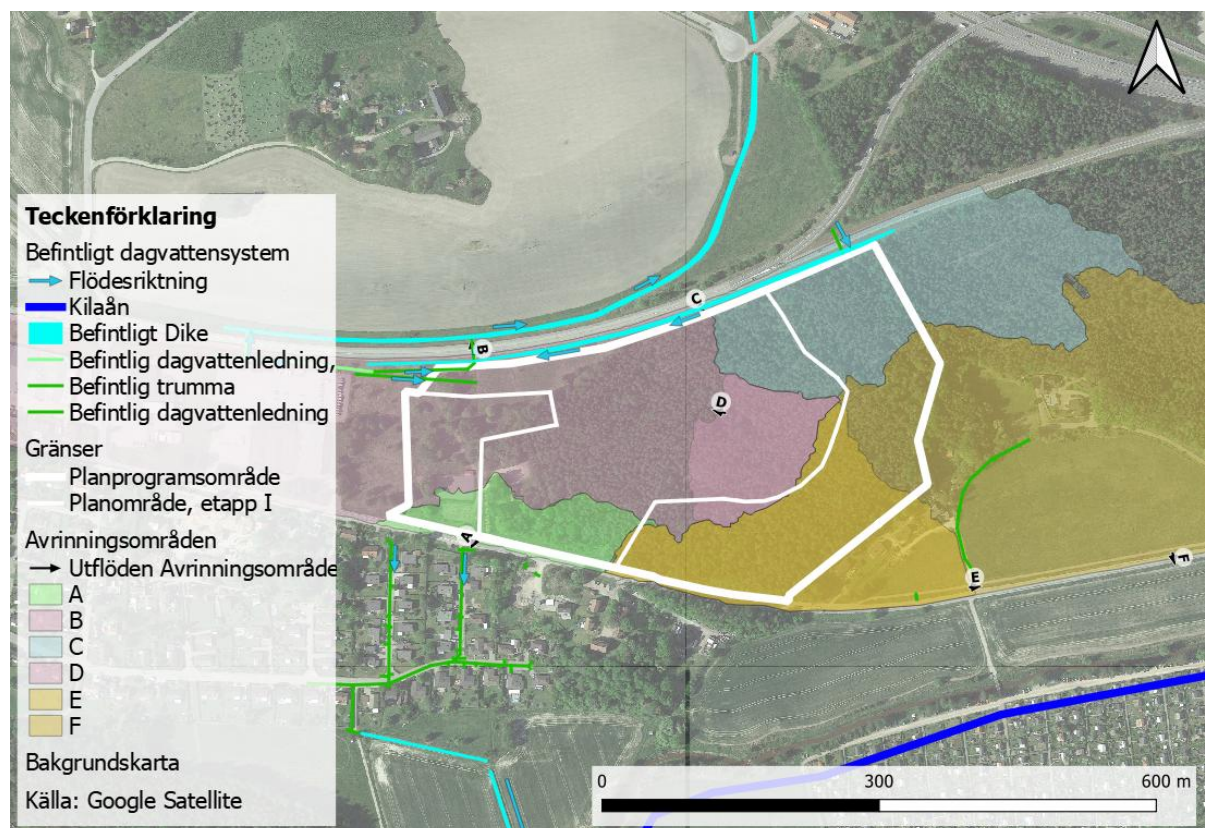 Teckenförklaring
Befintligt dagvattensystem
Flödesriktning
Kilaån
Befintligt Dike
Befintlig dagvattenledning,
Befintlig trumma
Befintlig dagvattenledning
Gränser
Planprogramsområde
Planområde, etapp I
Avrinningsområden
Utflöden Avrinningsområde
A
B
C
D
E
F
Bakgrundskarta
Källa: Google Satellite
C
B
D
A
E
F
0 300 600 m